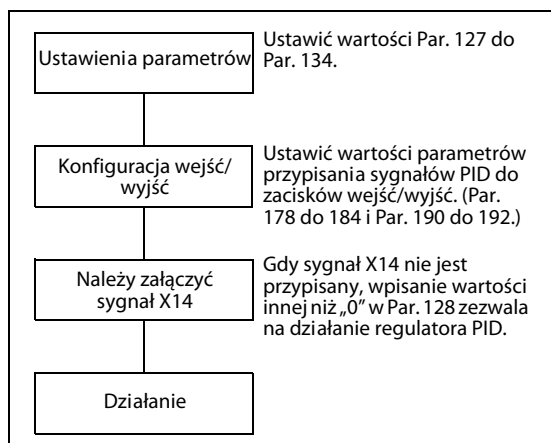 Ustawienia parametrów
Ustawić wartości Par. 127 do
Par. 134.
Konfiguracja wejść/
wyjść
Ustawić wartości parametrów
przypisania sygnałów PID do
zacisków wejść/wyjść. (Par.
178 do 184 i Par. 190 do 192.)
Należy załączyć
sygnał X14
Gdy sygnał X14 nie jest
przypisany, wpisanie wartości
innej niż „0” w Par. 128 zezwala
na działanie regulatora PID.
Działanie